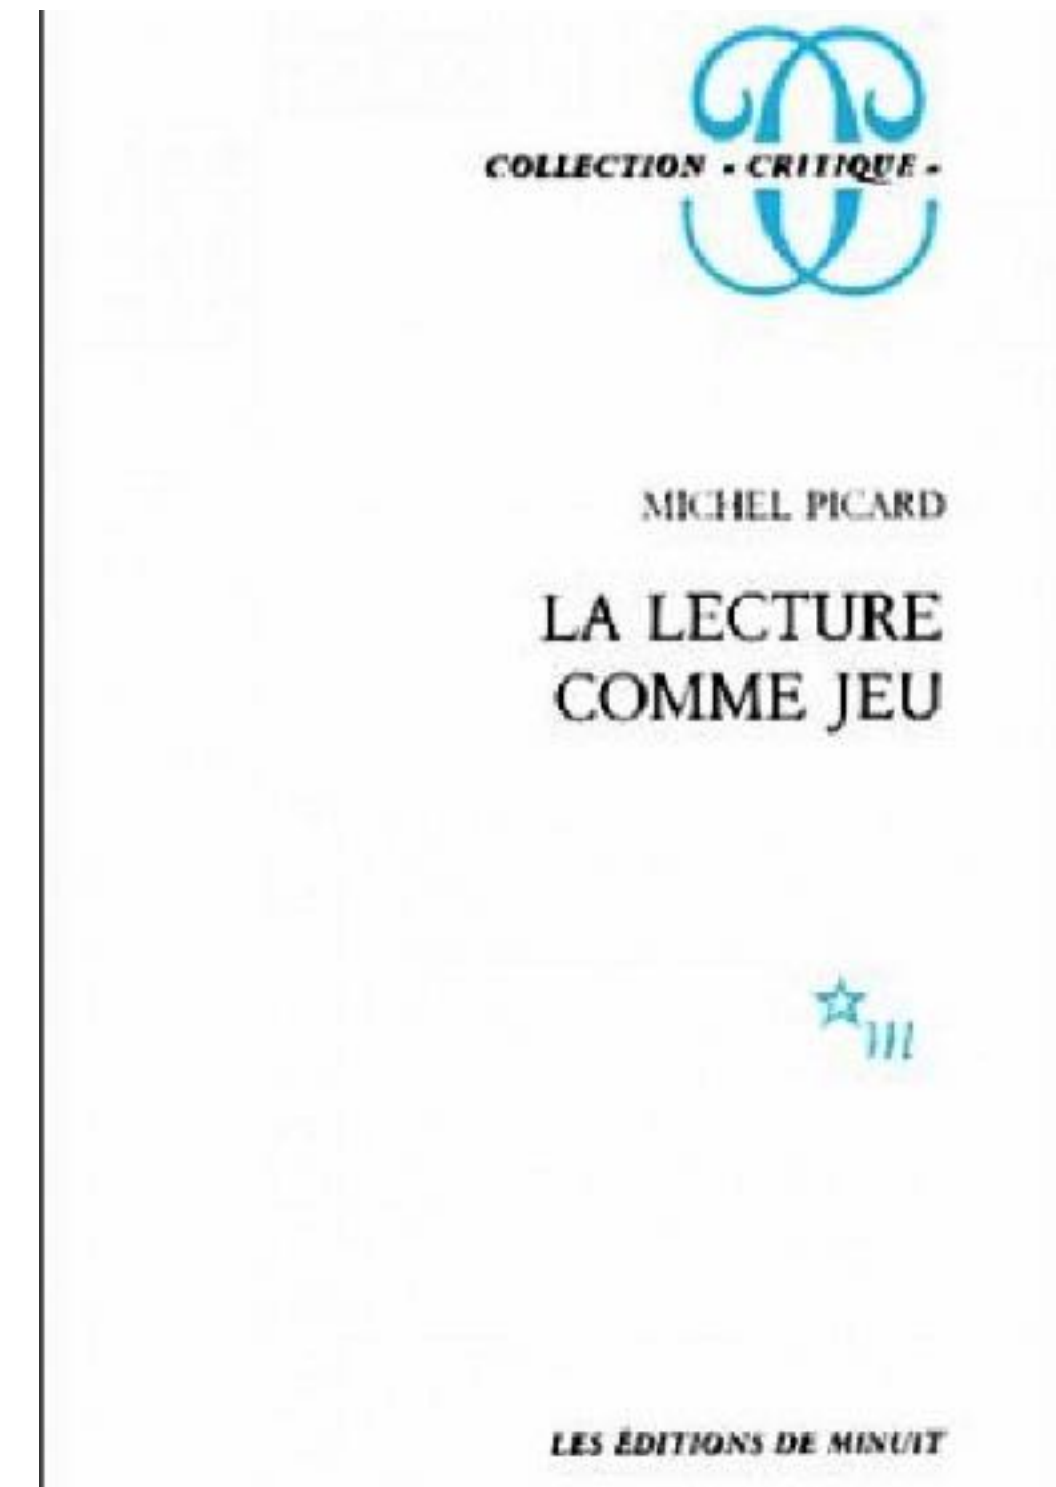 COLLECTION « CRITIQUE »
MICHEL PICARD
LA LECTURE
COMME JEU
m
LES ÉDITIONS DE MINUIT